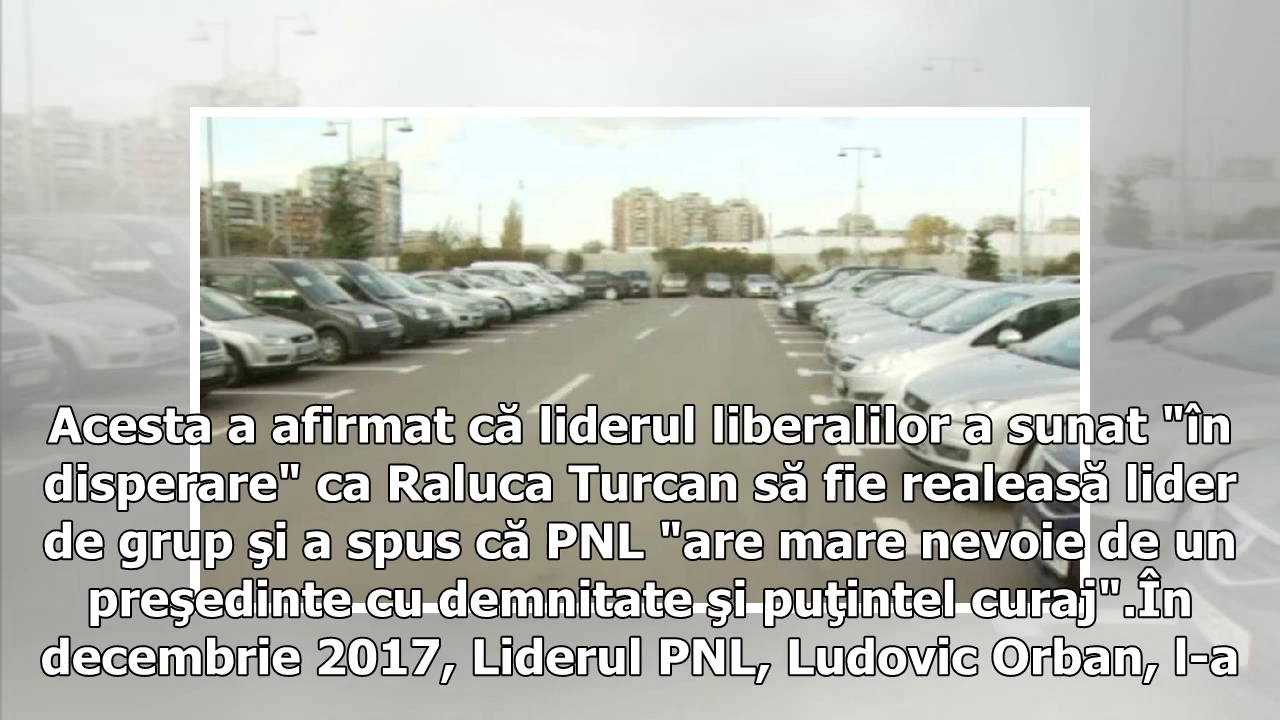 Acesta a afirmat că liderul liberalilor a sunat "în
disperare" ca Raluca Turcan să fie realeasă lider
de grup şi a spus că PNL "are mare nevoie de un
preşedinte cu demnitate şi puţintel curaj".În
decembrie 2017, Liderul PNL, Ludovic Orban, l-a